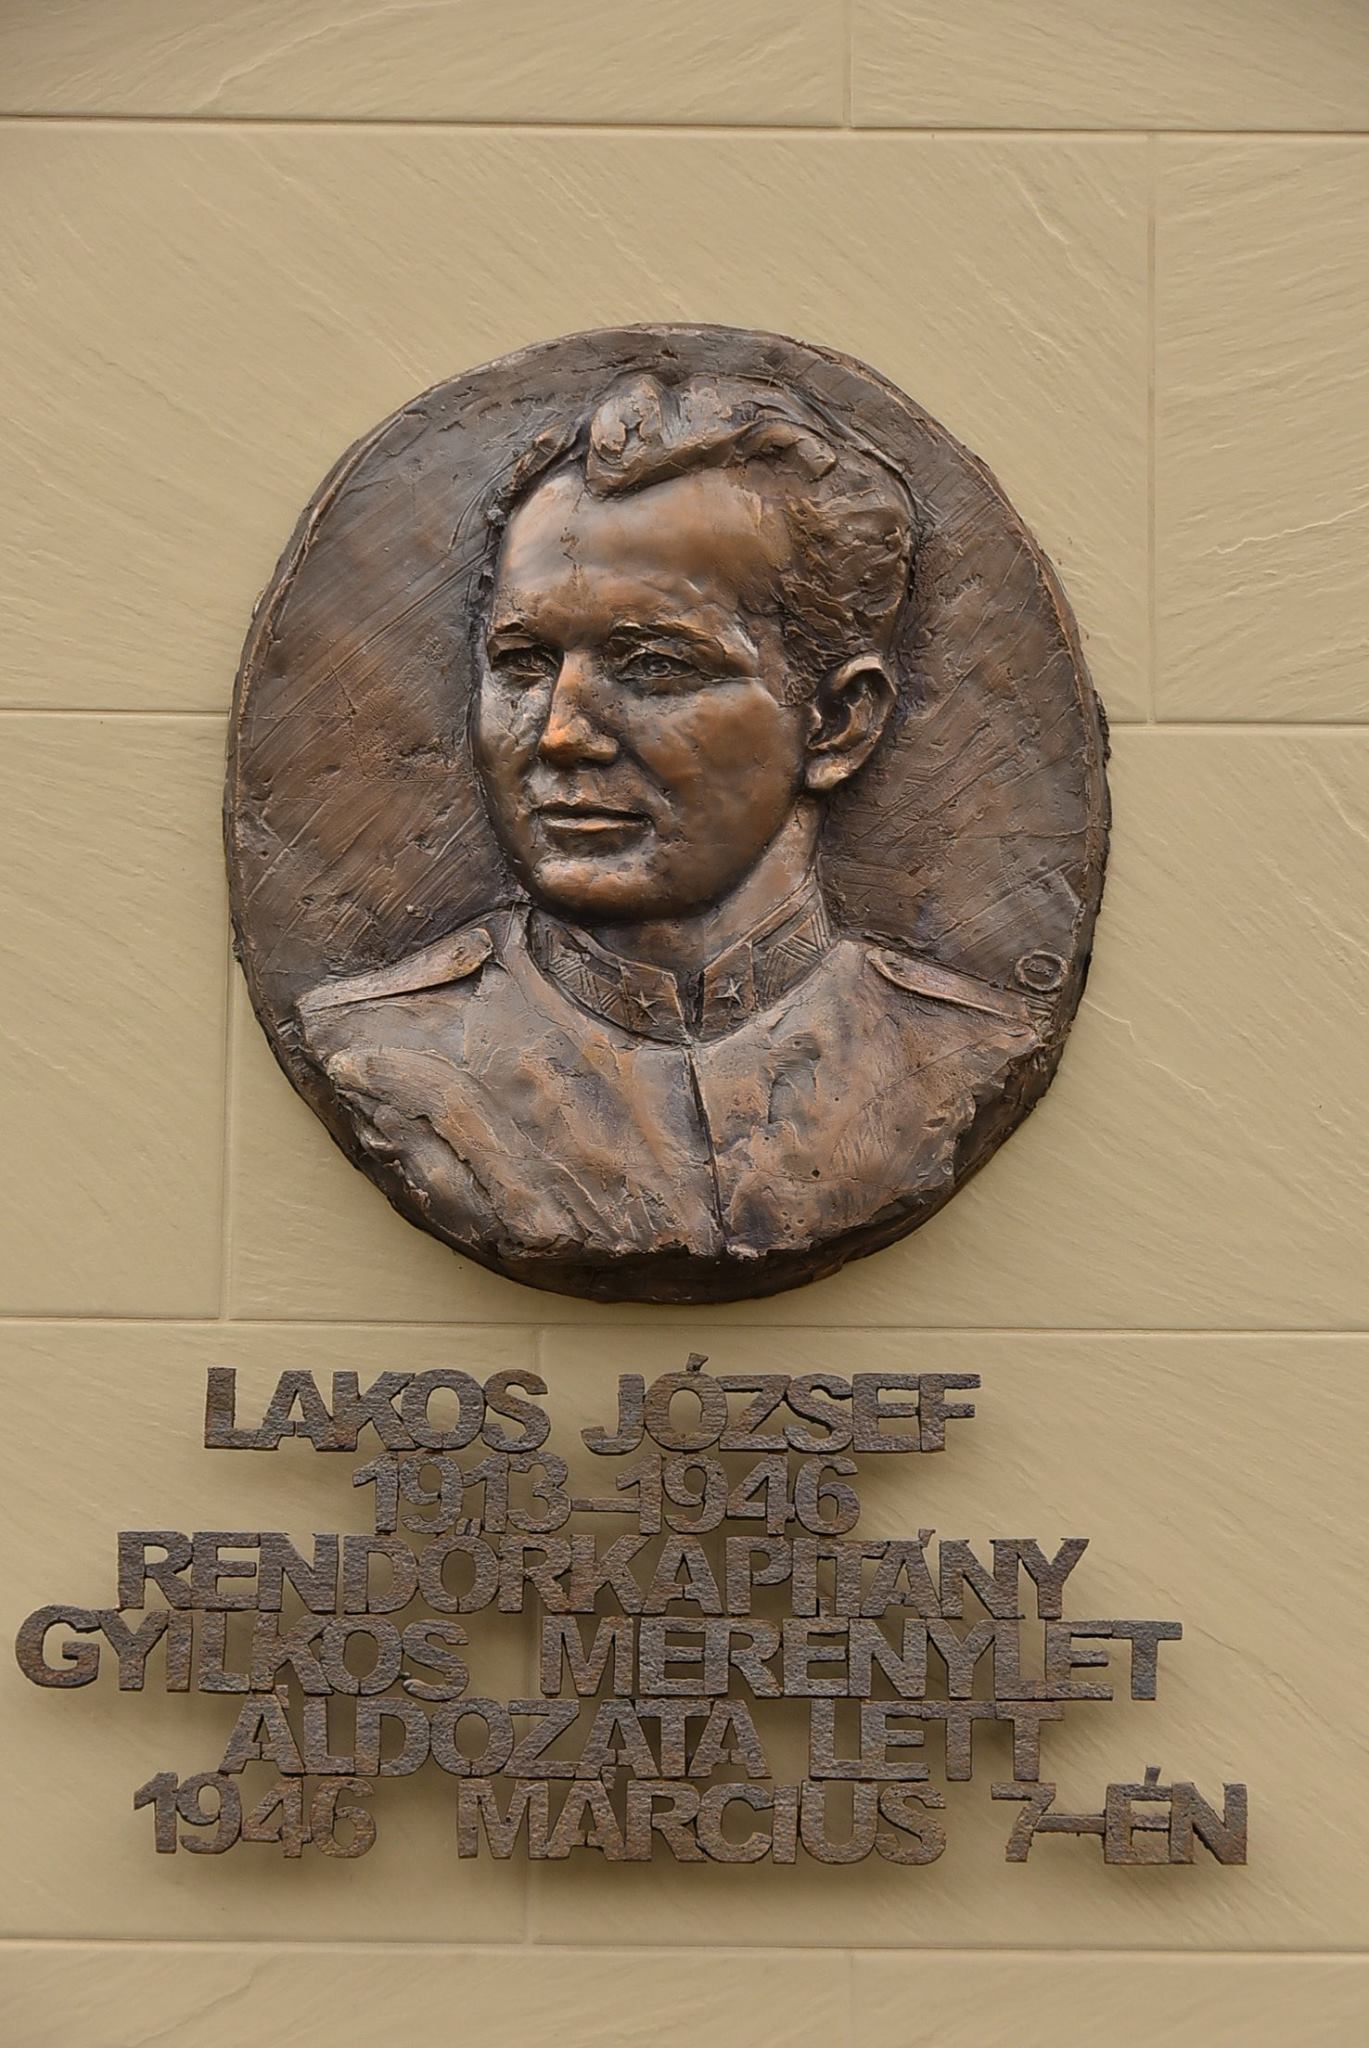 LAKOS JÓZSEF
1913–1946
RENDŐRKAPITÁNY
GYILKOS MERÉNYLET
ÁLDOZATA LETT
1946 MÁRCIUS 7-ÉN